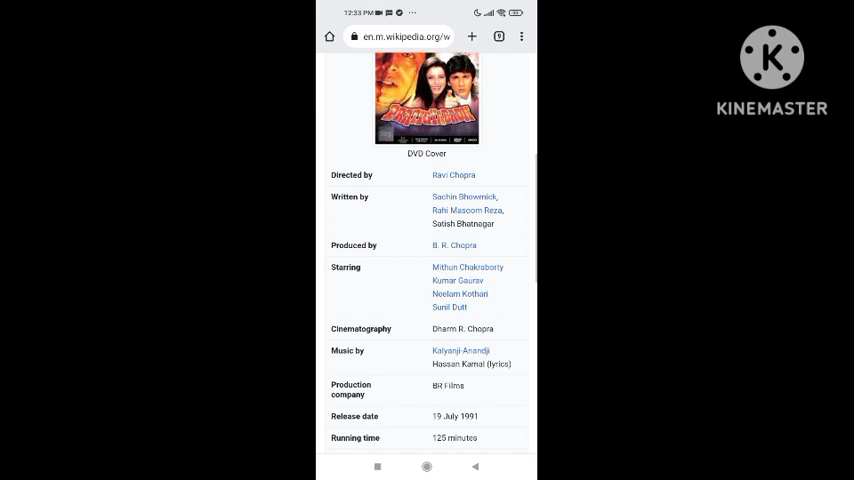 12:33 PM
en.m.wikipedia.org/w
9
K
KINEMASTER
PRATIGYABADH
DVD Cover
Directed by Ravi Chopra
Written by Sachin Bhowmick,
Rahi Masoom Reza,
Satish Bhatnagar
Produced by B. R. Chopra
Starring Mithun Chakraborty
Kumar Gaurav
Neelam Kothari
Sunil Dutt
Cinematography Dharm R. Chopra
Music by Kalyanji-Anandji
Hassan Kamal (lyrics)
Production company BR Films
Release date 19 July 1991
Running time 125 minutes